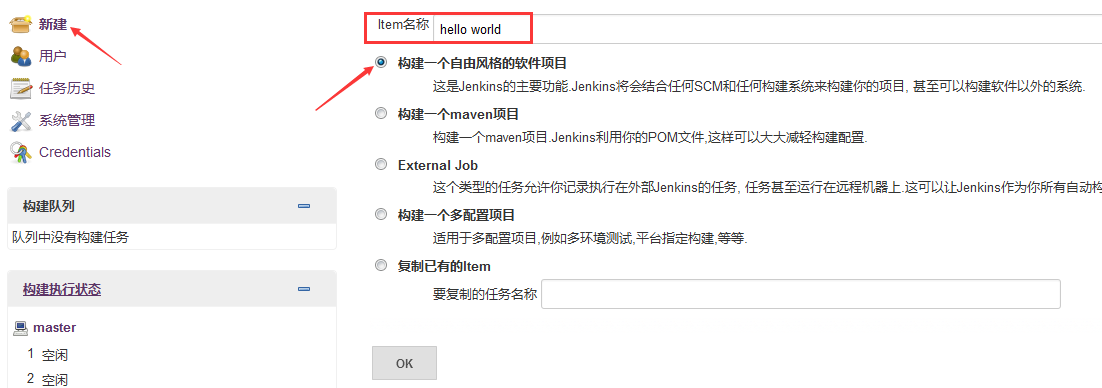 新建
用户
任务历史
系统管理
Credentials
构建队列
队列中没有构建任务
构建执行状态
master
1 空闲
2 空闲
Item名称 hello world
构建一个自由风格的软件项目
这是Jenkins的主要功能.Jenkins将会结合任何SCM和任何构建系统来构建你的项目, 甚至可以构建软件以外的系统.
构建一个maven项目
构建一个maven项目.Jenkins利用你的POM文件,这样可以大大减轻构建配置.
External Job
这个类型的任务允许你记录执行在外部Jenkins的任务, 任务甚至运行在远程机器上.这可以让Jenkins作为你所有自动构
构建一个多配置项目
适用于多配置项目,例如多环境测试,平台指定构建,等等.
复制已有的Item
要复制的任务名称
OK